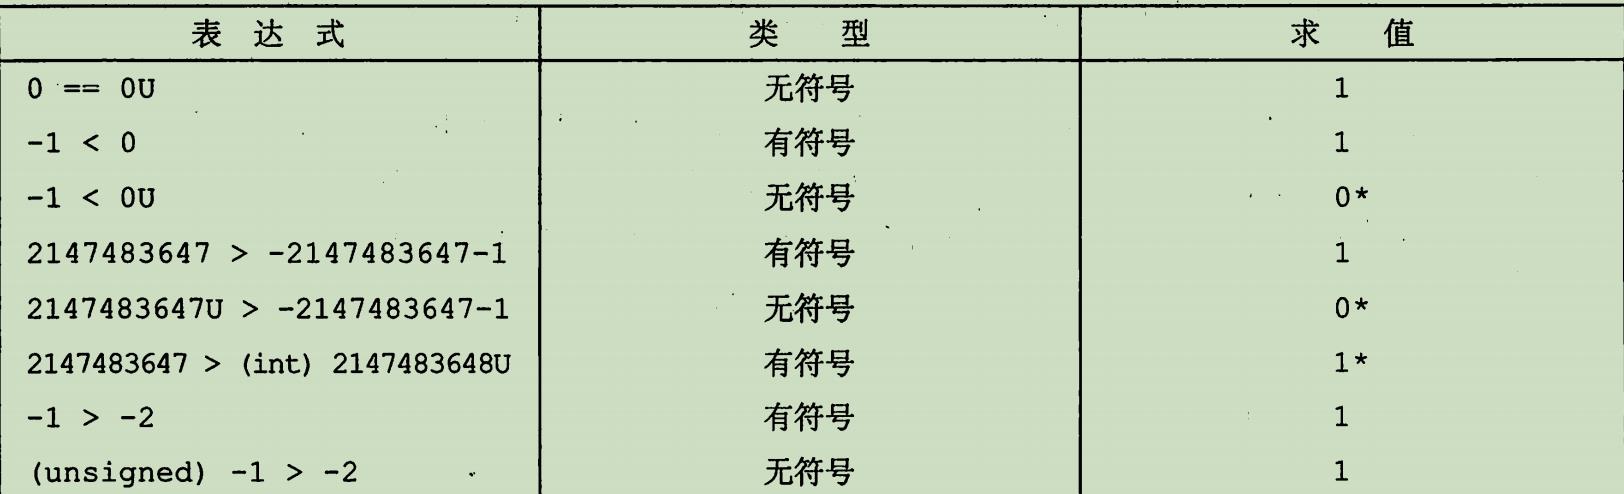 表 达 式 类 型 求 值
0 == 0U 无符号 1
-1 < 0 有符号 1
-1 < 0U 无符号 0*
2147483647 > -2147483647-1 有符号 1
2147483647U > -2147483647-1 无符号 0*
2147483647 > (int) 2147483648U 有符号 1*
-1 > -2 有符号 1
(unsigned) -1 > -2 无符号 1